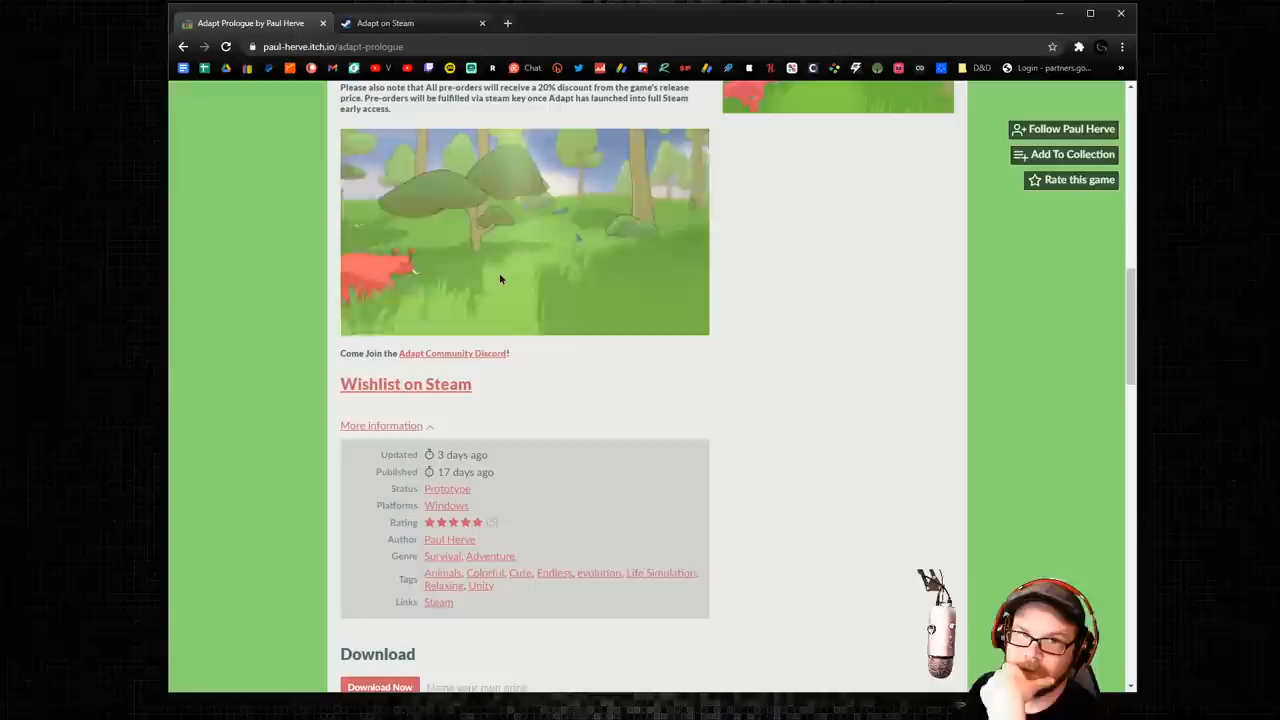 Adapt Prologue by Paul Herve
Adapt on Steam
paul-herve.itch.io/adapt-prologue
V
R
Chat
D&D
Login - partners.go...
»
Please also note that All pre-orders will receive a 20% discount from the game's release
price. Pre-orders will be fulfilled via steam key once Adapt has launched into full Steam
early access.
Follow Paul Herve
Add To Collection
Rate this game
Come Join the Adapt Community Discord!
Wishlist on Steam
More information
Updated 3 days ago
Published 17 days ago
Status Prototype
Platforms Windows
Rating (5)
Author Paul Herve
Genre Survival, Adventure
Tags Animals, Colorful, Cute, Endless, evolution, Life Simulation,
Relaxing, Unity
Links Steam
Download
Download Now Name your own price